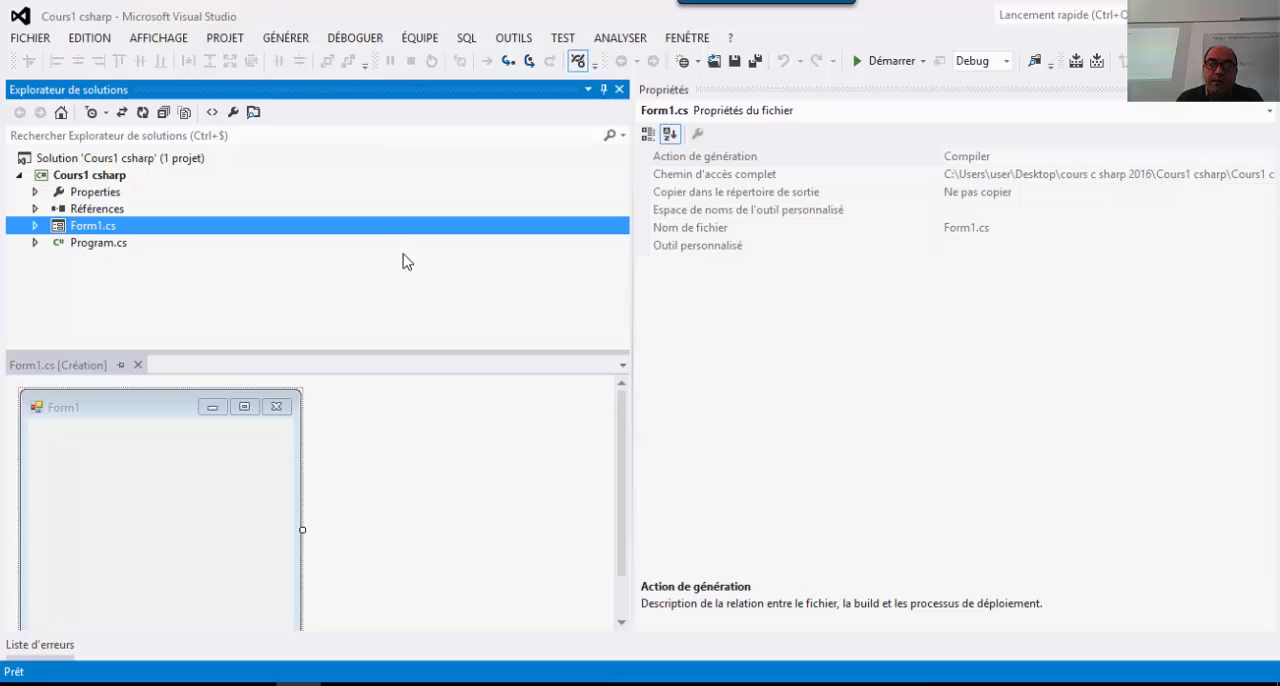 Cours1 csharp - Microsoft Visual Studio
Lancement rapide (Ctrl+Q
FICHIER EDITION AFFICHAGE PROJET GÉNÉRER DÉBOGUER ÉQUIPE SQL OUTILS TEST ANALYSER FENÊTRE ?
Démarrer Debug
Explorateur de solutions
Rechercher Explorateur de solutions (Ctrl+$)
Solution 'Cours1 csharp' (1 projet)
Cours1 csharp
Properties
Références
Form1.cs
Program.cs
Form1.cs [Création]
Form1
Propriétés
Form1.cs Propriétés du fichier
Action de génération Compiler
Chemin d'accès complet C:\Users\user\Desktop\cours c sharp 2016\Cours1 csharp\Cours1 c
Copier dans le répertoire de sortie Ne pas copier
Espace de noms de l'outil personnalisé
Nom de fichier Form1.cs
Outil personnalisé
Action de génération
Description de la relation entre le fichier, la build et les processus de déploiement.
Liste d'erreurs
Prêt